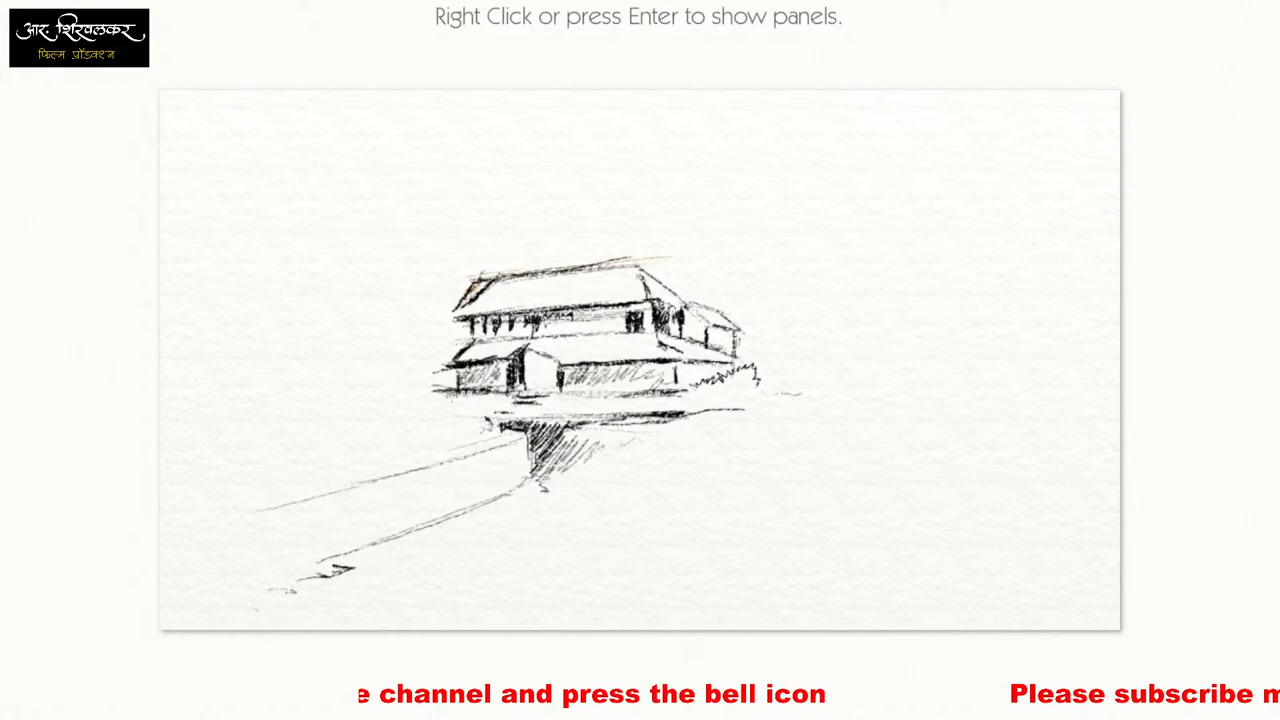 आर. शिरवलकर
फिल्म प्रॉडक्शन
Right Click or press Enter to show panels.
e channel and press the bell icon
Please subscribe m